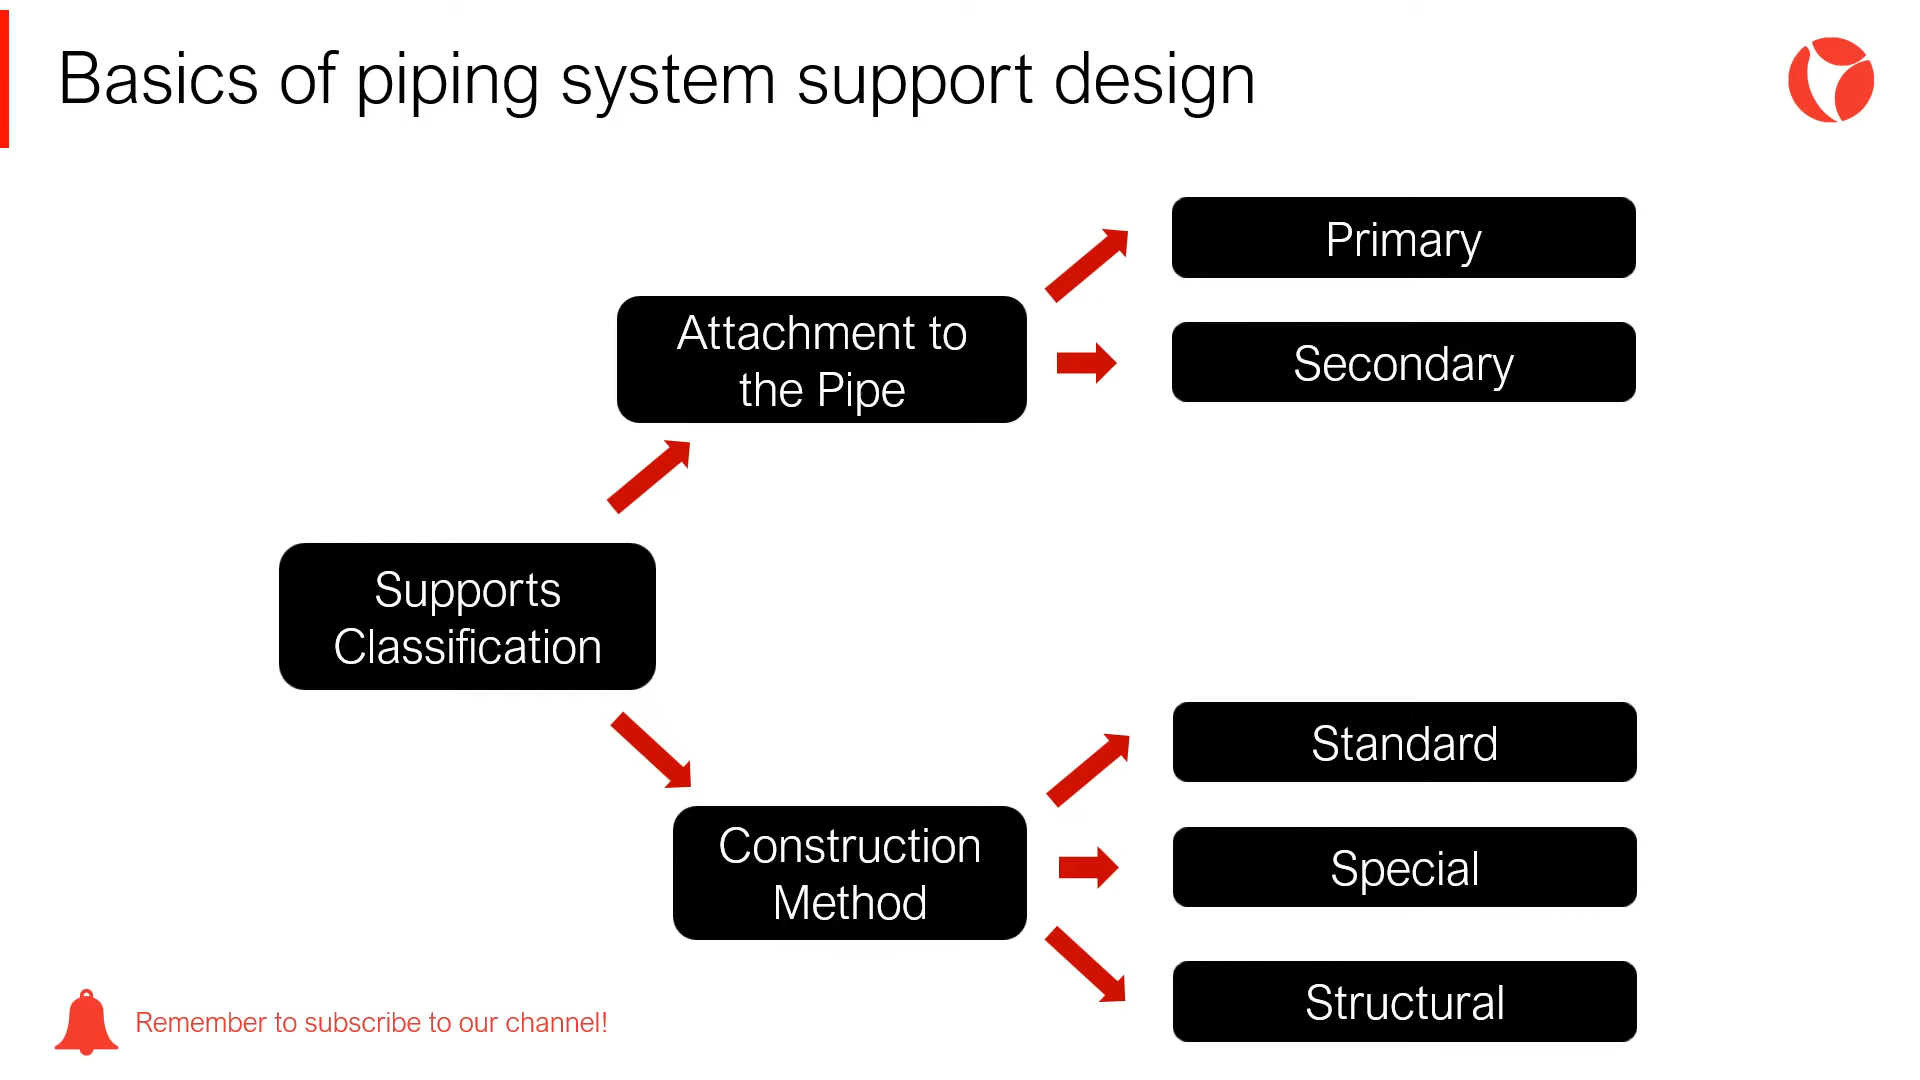 Basics of piping system support design
Primary
Attachment to
the Pipe
Secondary
Supports
Classification
Standard
Construction
Method
Special
Structural
Remember to subscribe to our channel!